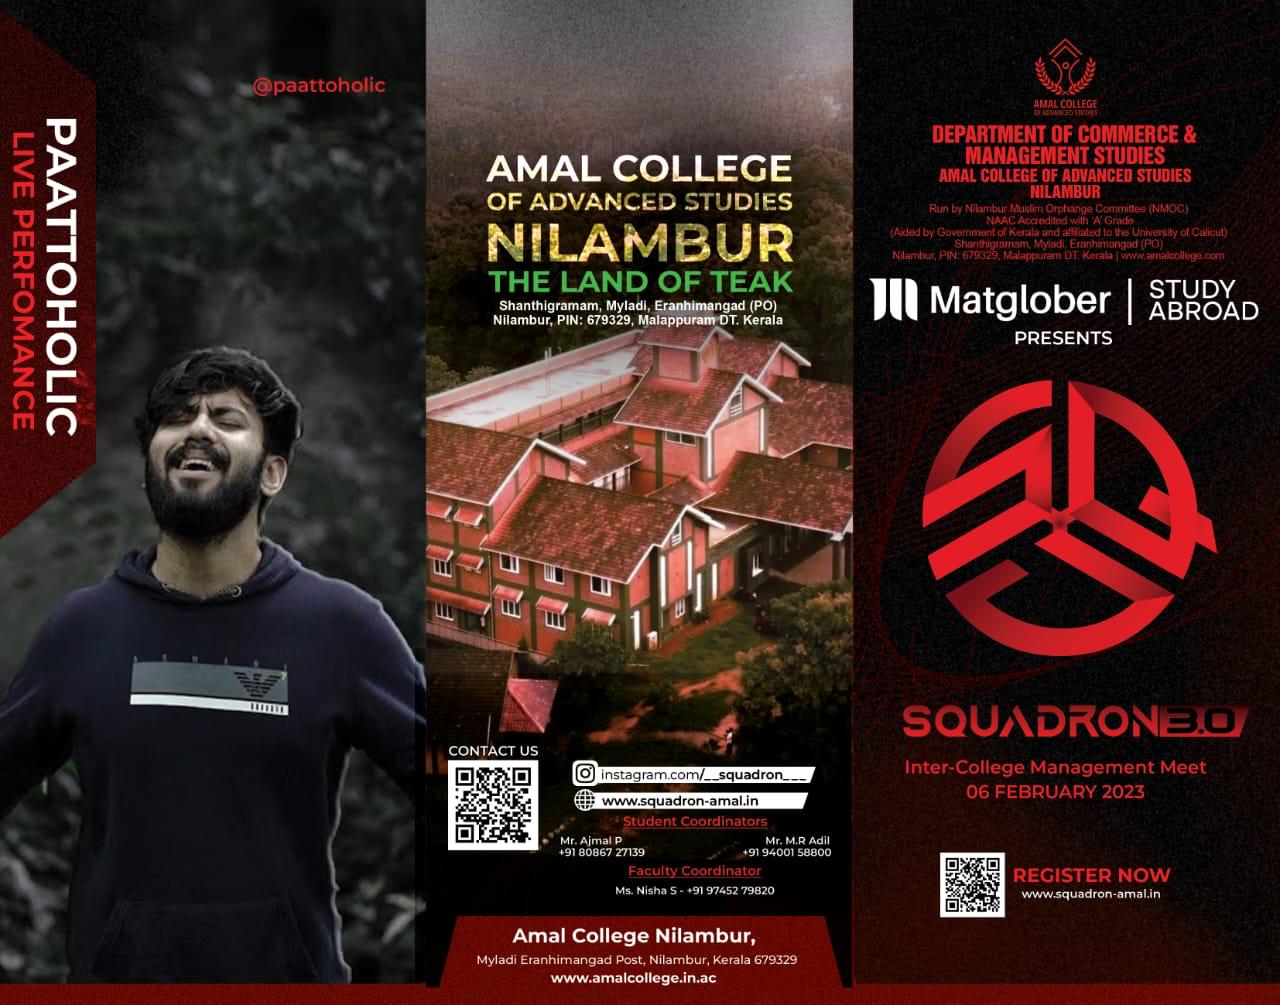 @paattoholic
PAATTOHOLIC
LIVE PERFOMANCE
ARMANI
AMAL COLLEGE
OF ADVANCED STUDIES
NILAMBUR
THE LAND OF TEAK
Shanthigramam, Myladi, Eranhimangad (PO)
Nilambur, PIN: 679329, Malappuram DT. Kerala
CONTACT US
instagram.com/__squadron___
www.squadron-amal.in
Student Coordinators
Mr. Ajmal P
+91 80867 27139
Mr. M.R Adil
+91 94001 58800
Faculty Coordinator
Ms. Nisha S - +91 97452 79820
Amal College Nilambur,
Myladi Eranhimangad Post, Nilambur, Kerala 679329
www.amalcollege.in.ac
AMAL COLLEGE
OF ADVANCED STUDIES
DEPARTMENT OF COMMERCE &
MANAGEMENT STUDIES
AMAL COLLEGE OF ADVANCED STUDIES
NILAMBUR
Run by Nilambur Muslim Orphange Committee (NMOC)
NAAC Accredited with 'A' Grade
(Aided by Government of Kerala and affiliated to the University of Calicut)
Shanthigramam, Myladi, Eranhimangad (PO)
Nilambur, PIN: 679329, Malappuram DT. Kerala | www.amalcollege.com
Matglober | STUDY
ABROAD
PRESENTS
SQUADRON 3.0
Inter-College Management Meet
06 FEBRUARY 2023
REGISTER NOW
www.squadron-amal.in